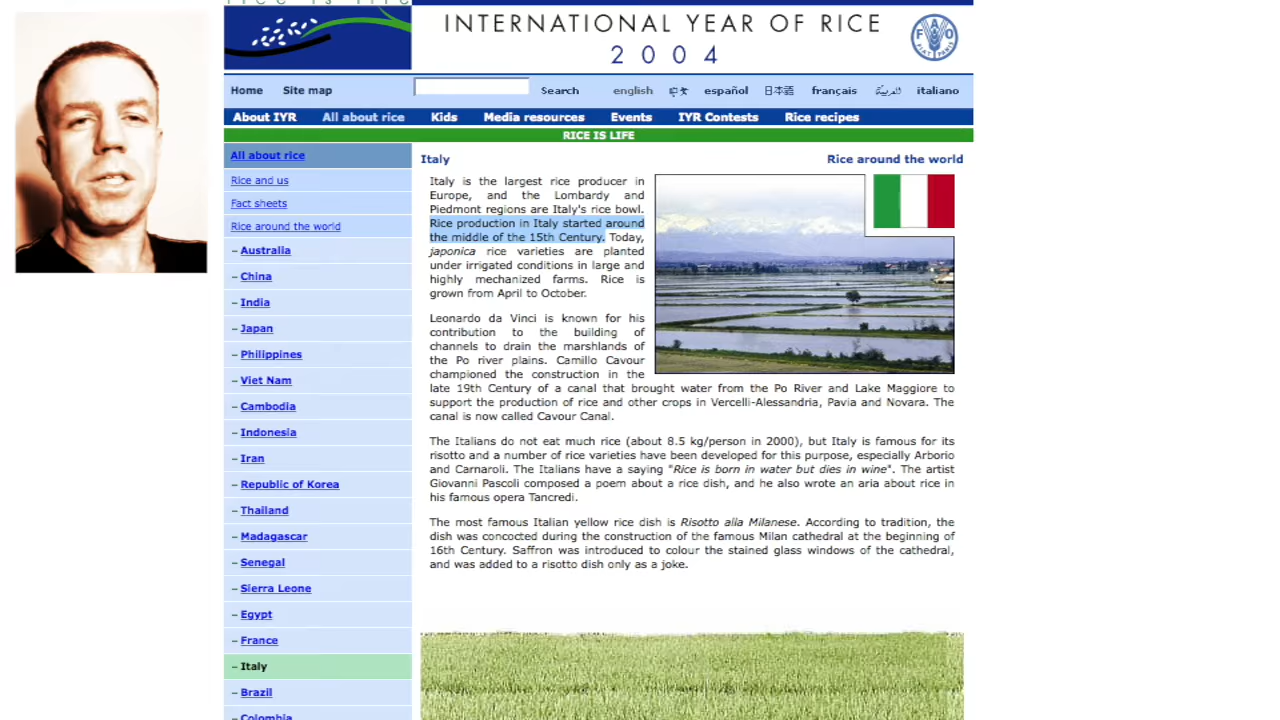 INTERNATIONAL YEAR OF RICE
2004
FAO
FIAT PANIS
Home Site map Search english 中文 español 日本語 français العربية italiano
About IYR All about rice Kids Media resources Events IYR Contests Rice recipes
RICE IS LIFE
All about rice
Rice and us
Fact sheets
Rice around the world
– Australia
– China
– India
– Japan
– Philippines
– Viet Nam
– Cambodia
– Indonesia
– Iran
– Republic of Korea
– Thailand
– Madagascar
– Senegal
– Sierra Leone
– Egypt
– France
– Italy
– Brazil
– Colombia
Italy Rice around the world
Italy is the largest rice producer in
Europe, and the Lombardy and
Piedmont regions are Italy's rice bowl.
Rice production in Italy started around
the middle of the 15th Century. Today,
japonica rice varieties are planted
under irrigated conditions in large and
highly mechanized farms. Rice is
grown from April to October.
Leonardo da Vinci is known for his
contribution to the building of
channels to drain the marshlands of
the Po river plains. Camillo Cavour
championed the construction in the
late 19th Century of a canal that brought water from the Po River and Lake Maggiore to
support the production of rice and other crops in Vercelli-Alessandria, Pavia and Novara. The
canal is now called Cavour Canal.
The Italians do not eat much rice (about 8.5 kg/person in 2000), but Italy is famous for its
risotto and a number of rice varieties have been developed for this purpose, especially Arborio
and Carnaroli. The Italians have a saying "Rice is born in water but dies in wine". The artist
Giovanni Pascoli composed a poem about a rice dish, and he also wrote an aria about rice in
his famous opera Tancredi.
The most famous Italian yellow rice dish is Risotto alla Milanese. According to tradition, the
dish was concocted during the construction of the famous Milan cathedral at the beginning of
16th Century. Saffron was introduced to colour the stained glass windows of the cathedral,
and was added to a risotto dish only as a joke.